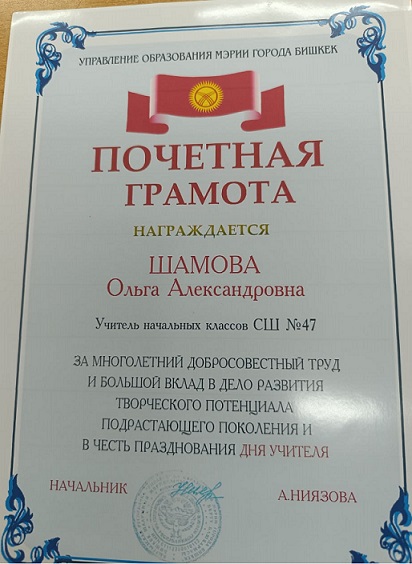 УПРАВЛЕНИЕ ОБРАЗОВАНИЯ МЭРИИ ГОРОДА БИШКЕК
ПОЧЕТНАЯ
ГРАМОТА
НАГРАЖДАЕТСЯ
ШАМОВА
Ольга Александровна
Учитель начальных классов СШ №47
ЗА МНОГОЛЕТНИЙ ДОБРОСОВЕСТНЫЙ ТРУД
И БОЛЬШОЙ ВКЛАД В ДЕЛО РАЗВИТИЯ
ТВОРЧЕСКОГО ПОТЕНЦИАЛА
ПОДРАСТАЮЩЕГО ПОКОЛЕНИЯ И
В ЧЕСТЬ ПРАЗДНОВАНИЯ ДНЯ УЧИТЕЛЯ
НАЧАЛЬНИК А.НИЯЗОВА